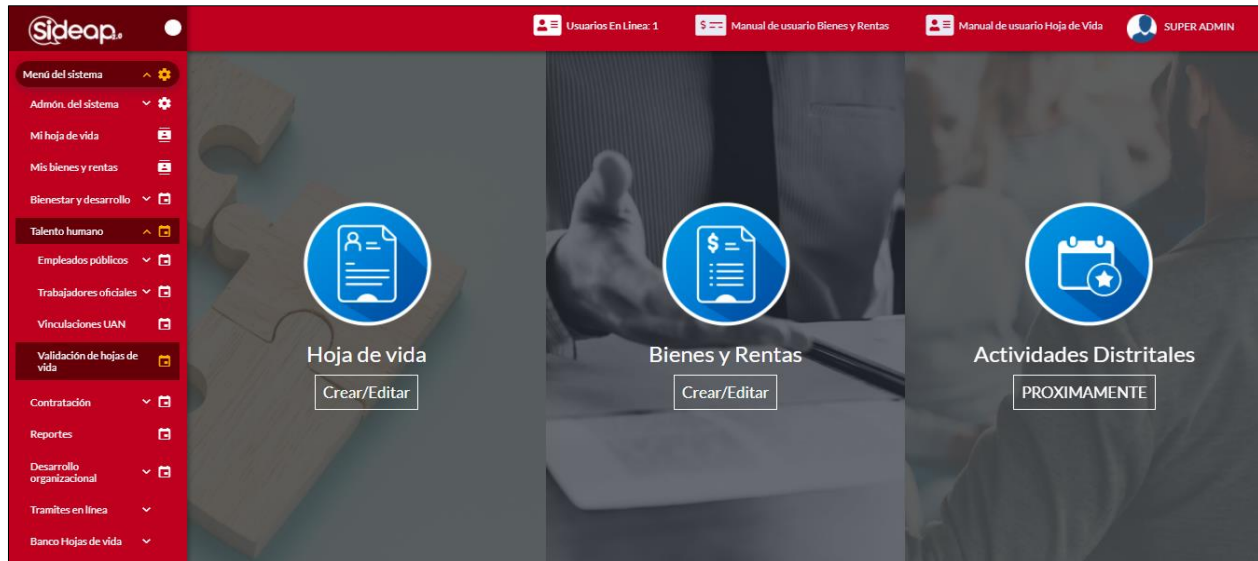 Sideap2.0
Usuarios En Linea: 1
Manual de usuario Bienes y Rentas
Manual de usuario Hoja de Vida
SUPER ADMIN
Menú del sistema
Admón. del sistema
Mi hoja de vida
Mis bienes y rentas
Bienestar y desarrollo
Talento humano
Empleados públicos
Trabajadores oficiales
Vinculaciones UAN
Validación de hojas de
vida
Contratación
Reportes
Desarrollo
organizacional
Tramites en línea
Banco Hojas de vida
Hoja de vida
Crear/Editar
Bienes y Rentas
Crear/Editar
Actividades Distritales
PROXIMAMENTE